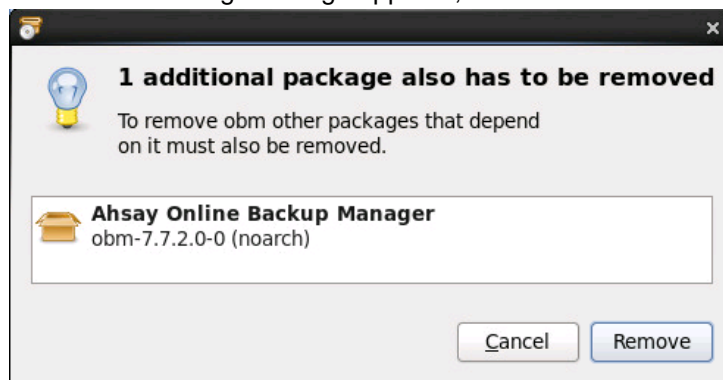 1 additional package also has to be removed
To remove obm other packages that depend
on it must also be removed.
Ahsay Online Backup Manager
obm-7.7.2.0-0 (noarch)
Cancel
Remove